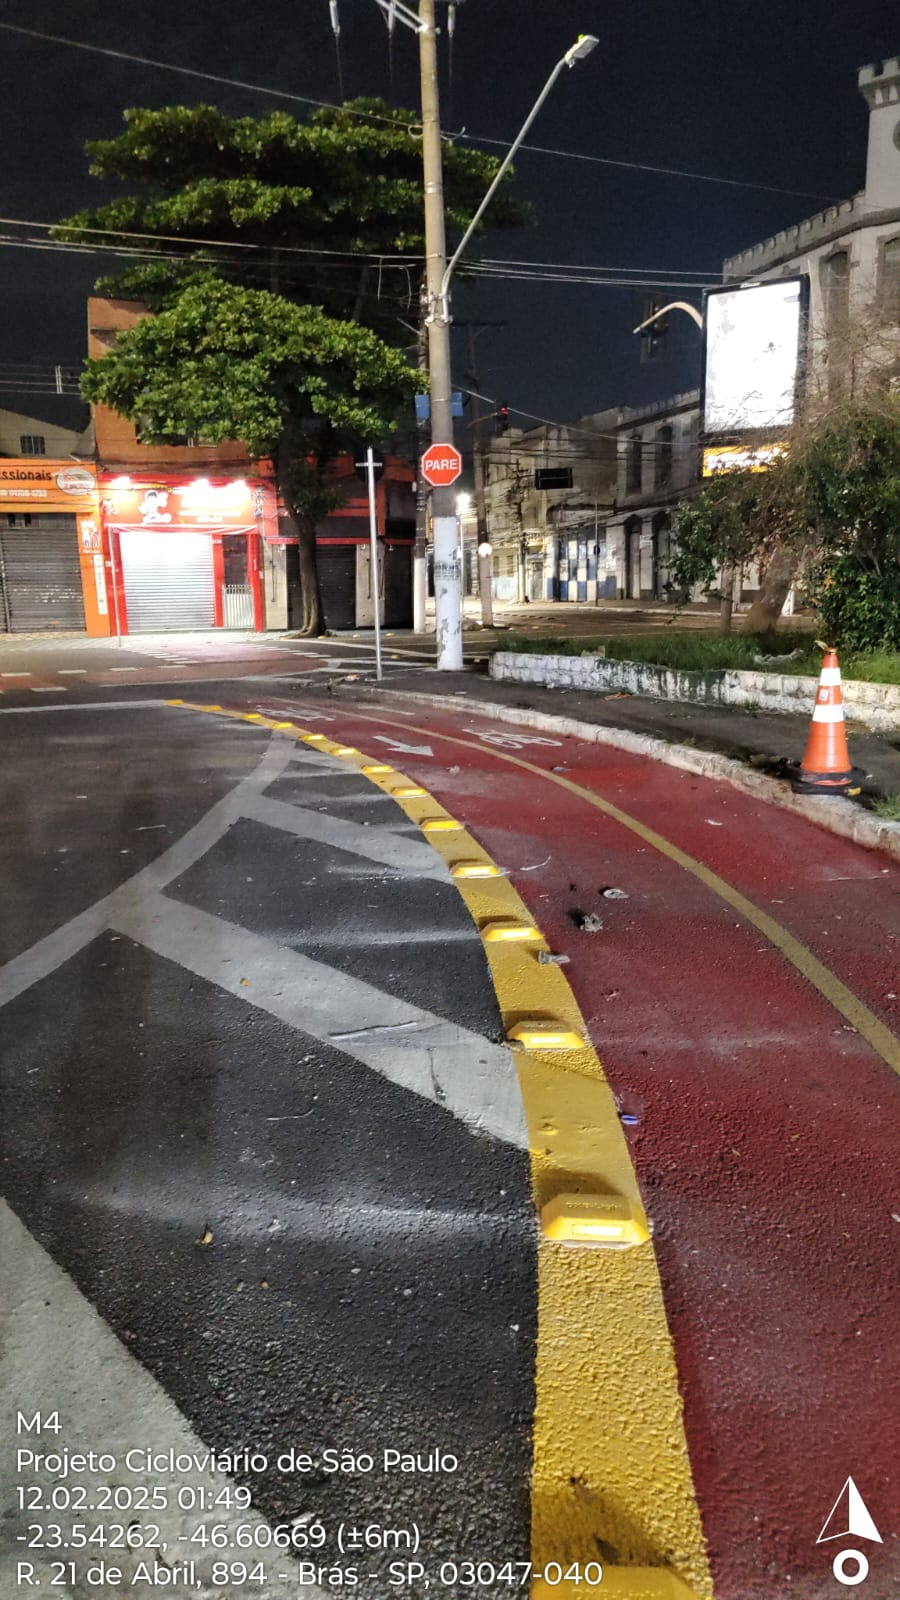 PARE
ssionais
M4
Projeto Cicloviário de São Paulo
12.02.2025 01:49
-23.54262, -46.60669 (±6m)
R. 21 de Abril, 894 - Brás - SP, 03047-040